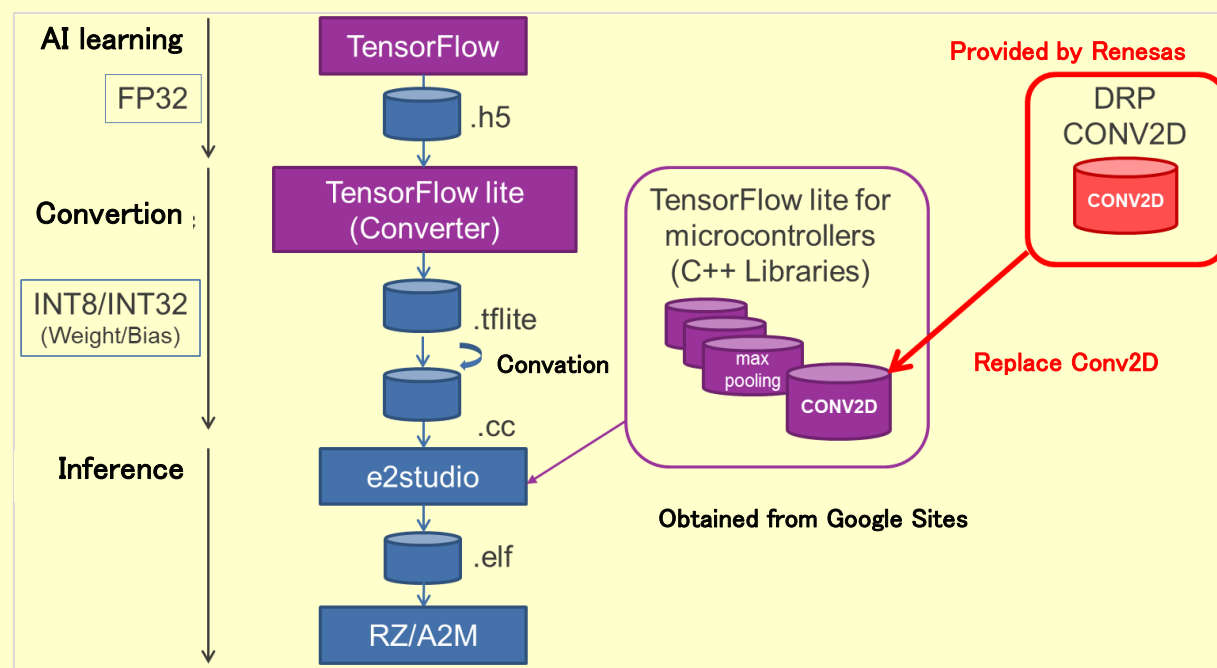 AI learning
FP32
Convertion :
INT8/INT32
(Weight/Bias)
Inference
TensorFlow
.h5
TensorFlow lite
(Converter)
.tflite
Convation
.cc
e2studio
.elf
RZ/A2M
TensorFlow lite for
microcontrollers
(C++ Libraries)
max
pooling
CONV2D
Obtained from Google Sites
Provided by Renesas
DRP
CONV2D
CONV2D
Replace Conv2D